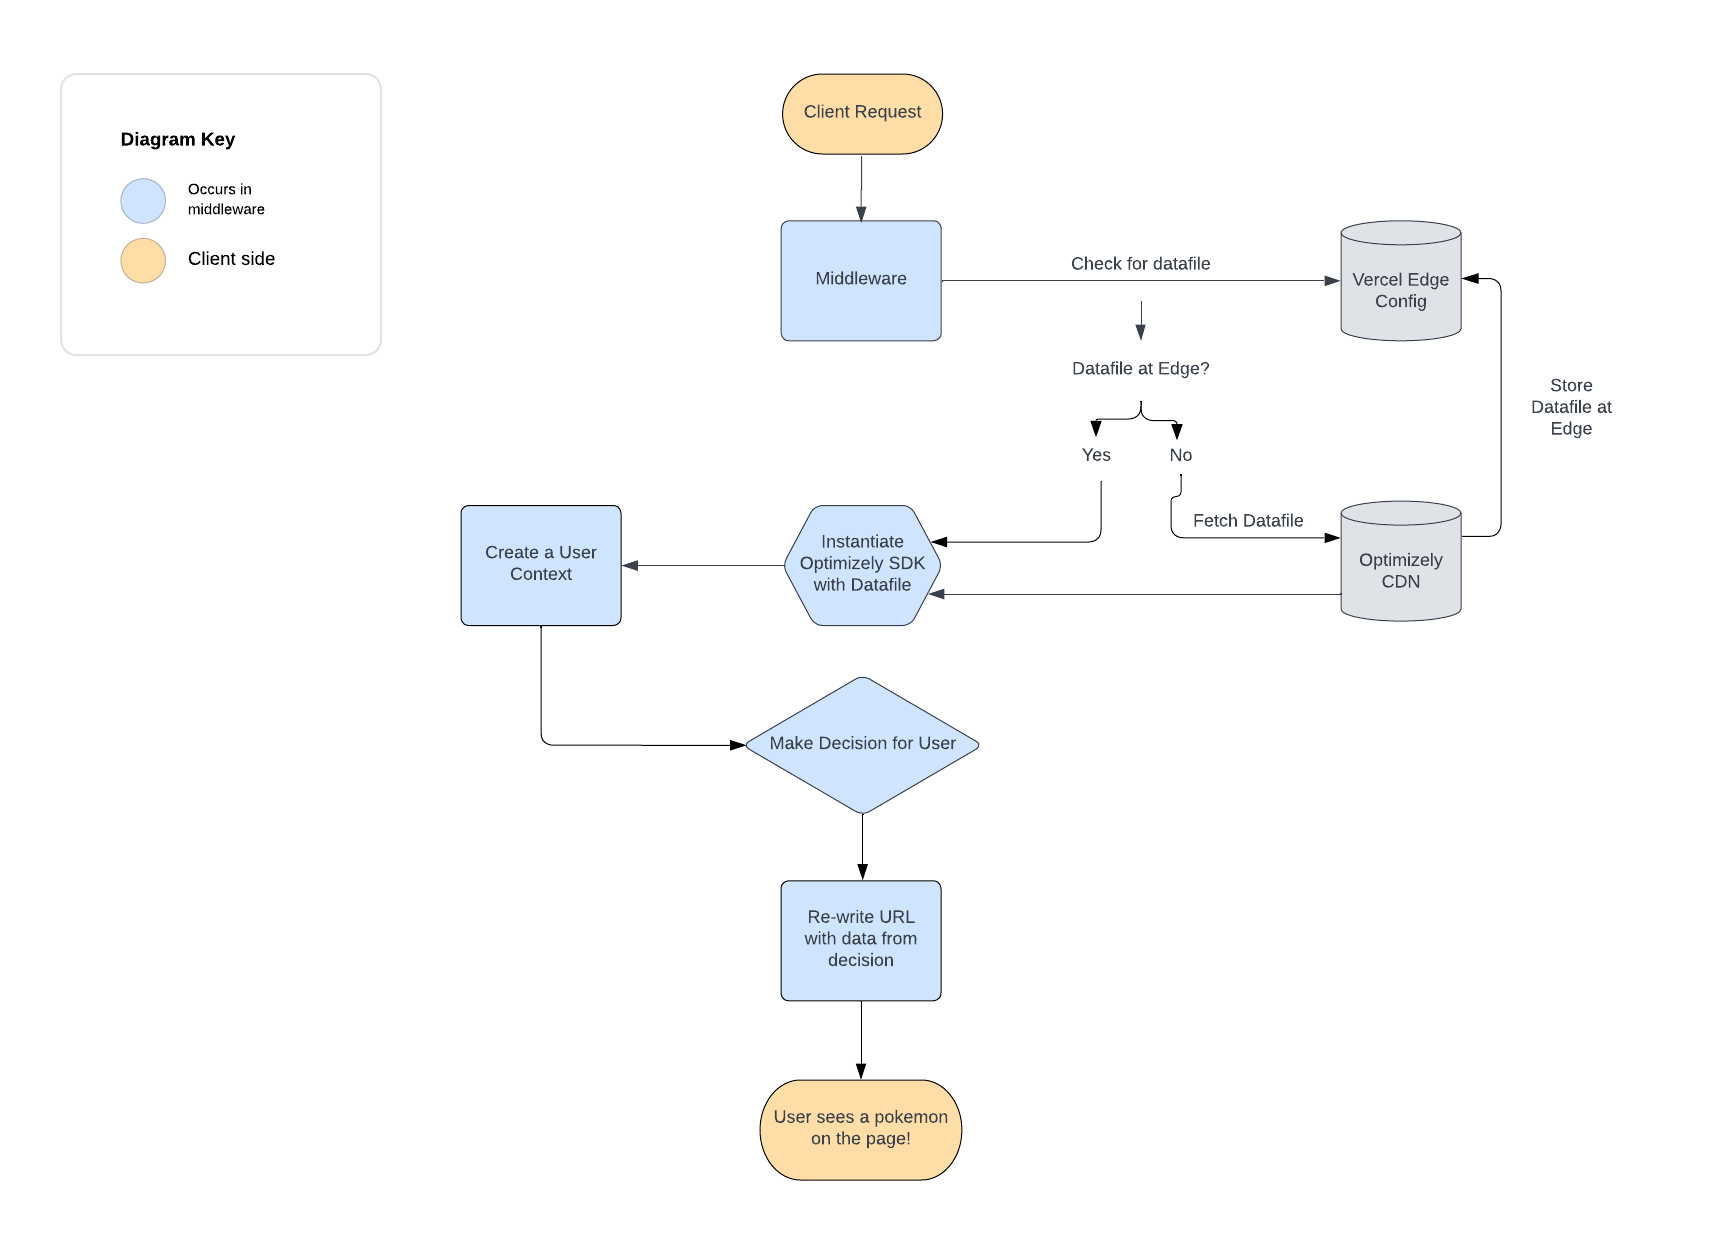 Diagram Key
Occurs in
middleware
Client side
Client Request
Middleware
Check for datafile
Vercel Edge
Config
Datafile at Edge?
Yes
No
Store
Datafile at
Edge
Fetch Datafile
Optimizely
CDN
Instantiate
Optimizely SDK
with Datafile
Create a User
Context
Make Decision for User
Re-write URL
with data from
decision
User sees a pokemon
on the page!